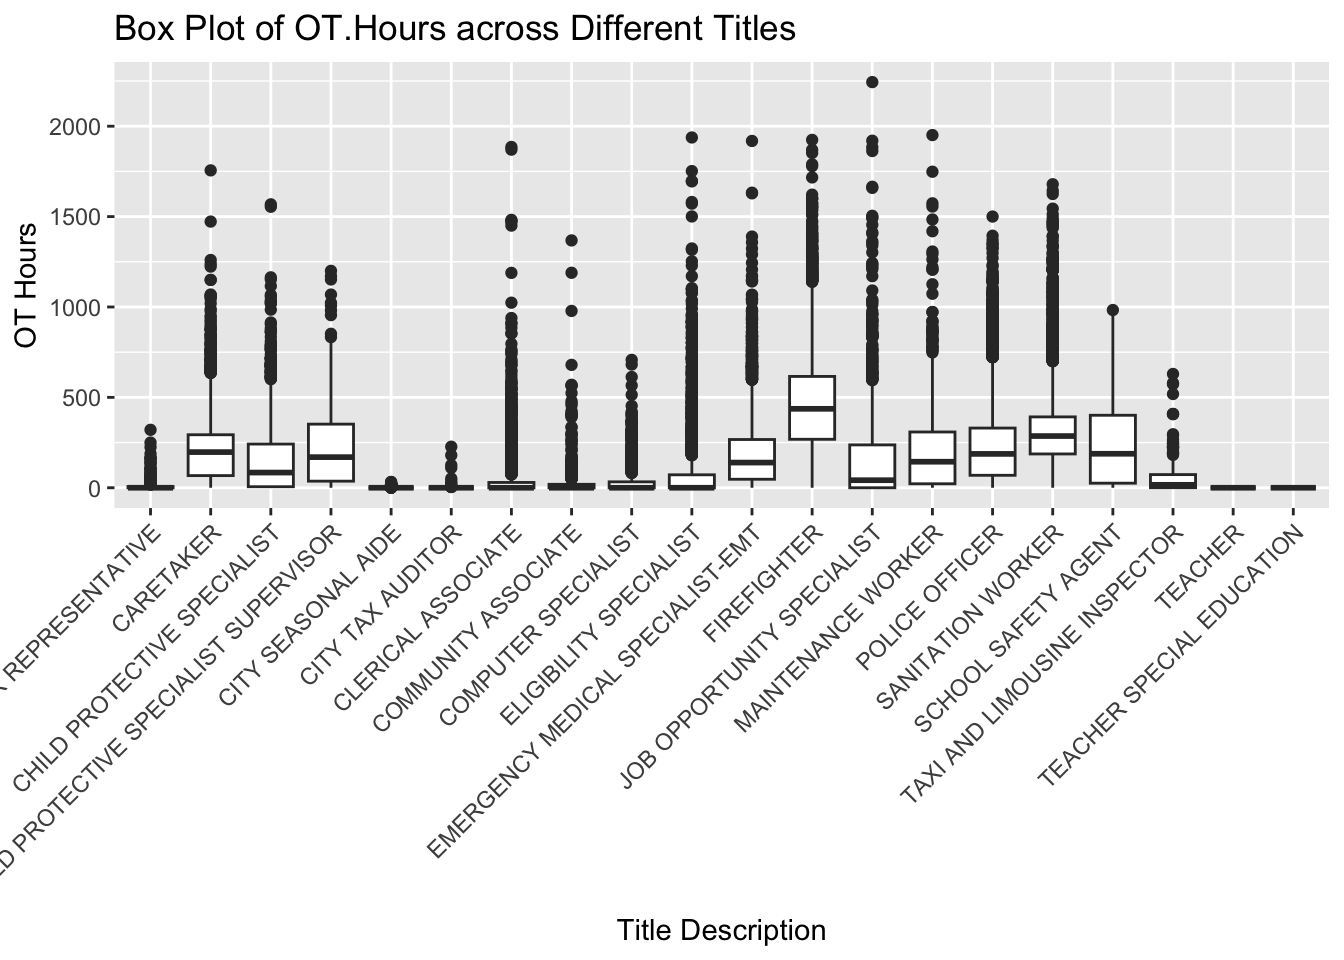 Box Plot of OT.Hours across Different Titles
OT Hours
2000
1500
1000
500
0
REPRESENTATIVE
CARETAKER
CHILD PROTECTIVE SPECIALIST
PROTECTIVE SPECIALIST SUPERVISOR
CITY SEASONAL AIDE
CITY TAX AUDITOR
CLERICAL ASSOCIATE
COMMUNITY ASSOCIATE
COMPUTER SPECIALIST
ELIGIBILITY SPECIALIST
EMERGENCY MEDICAL SPECIALIST-EMT
FIREFIGHTER
JOB OPPORTUNITY SPECIALIST
MAINTENANCE WORKER
POLICE OFFICER
SANITATION WORKER
SCHOOL SAFETY AGENT
TAXI AND LIMOUSINE INSPECTOR
TEACHER
TEACHER SPECIAL EDUCATION
Title Description